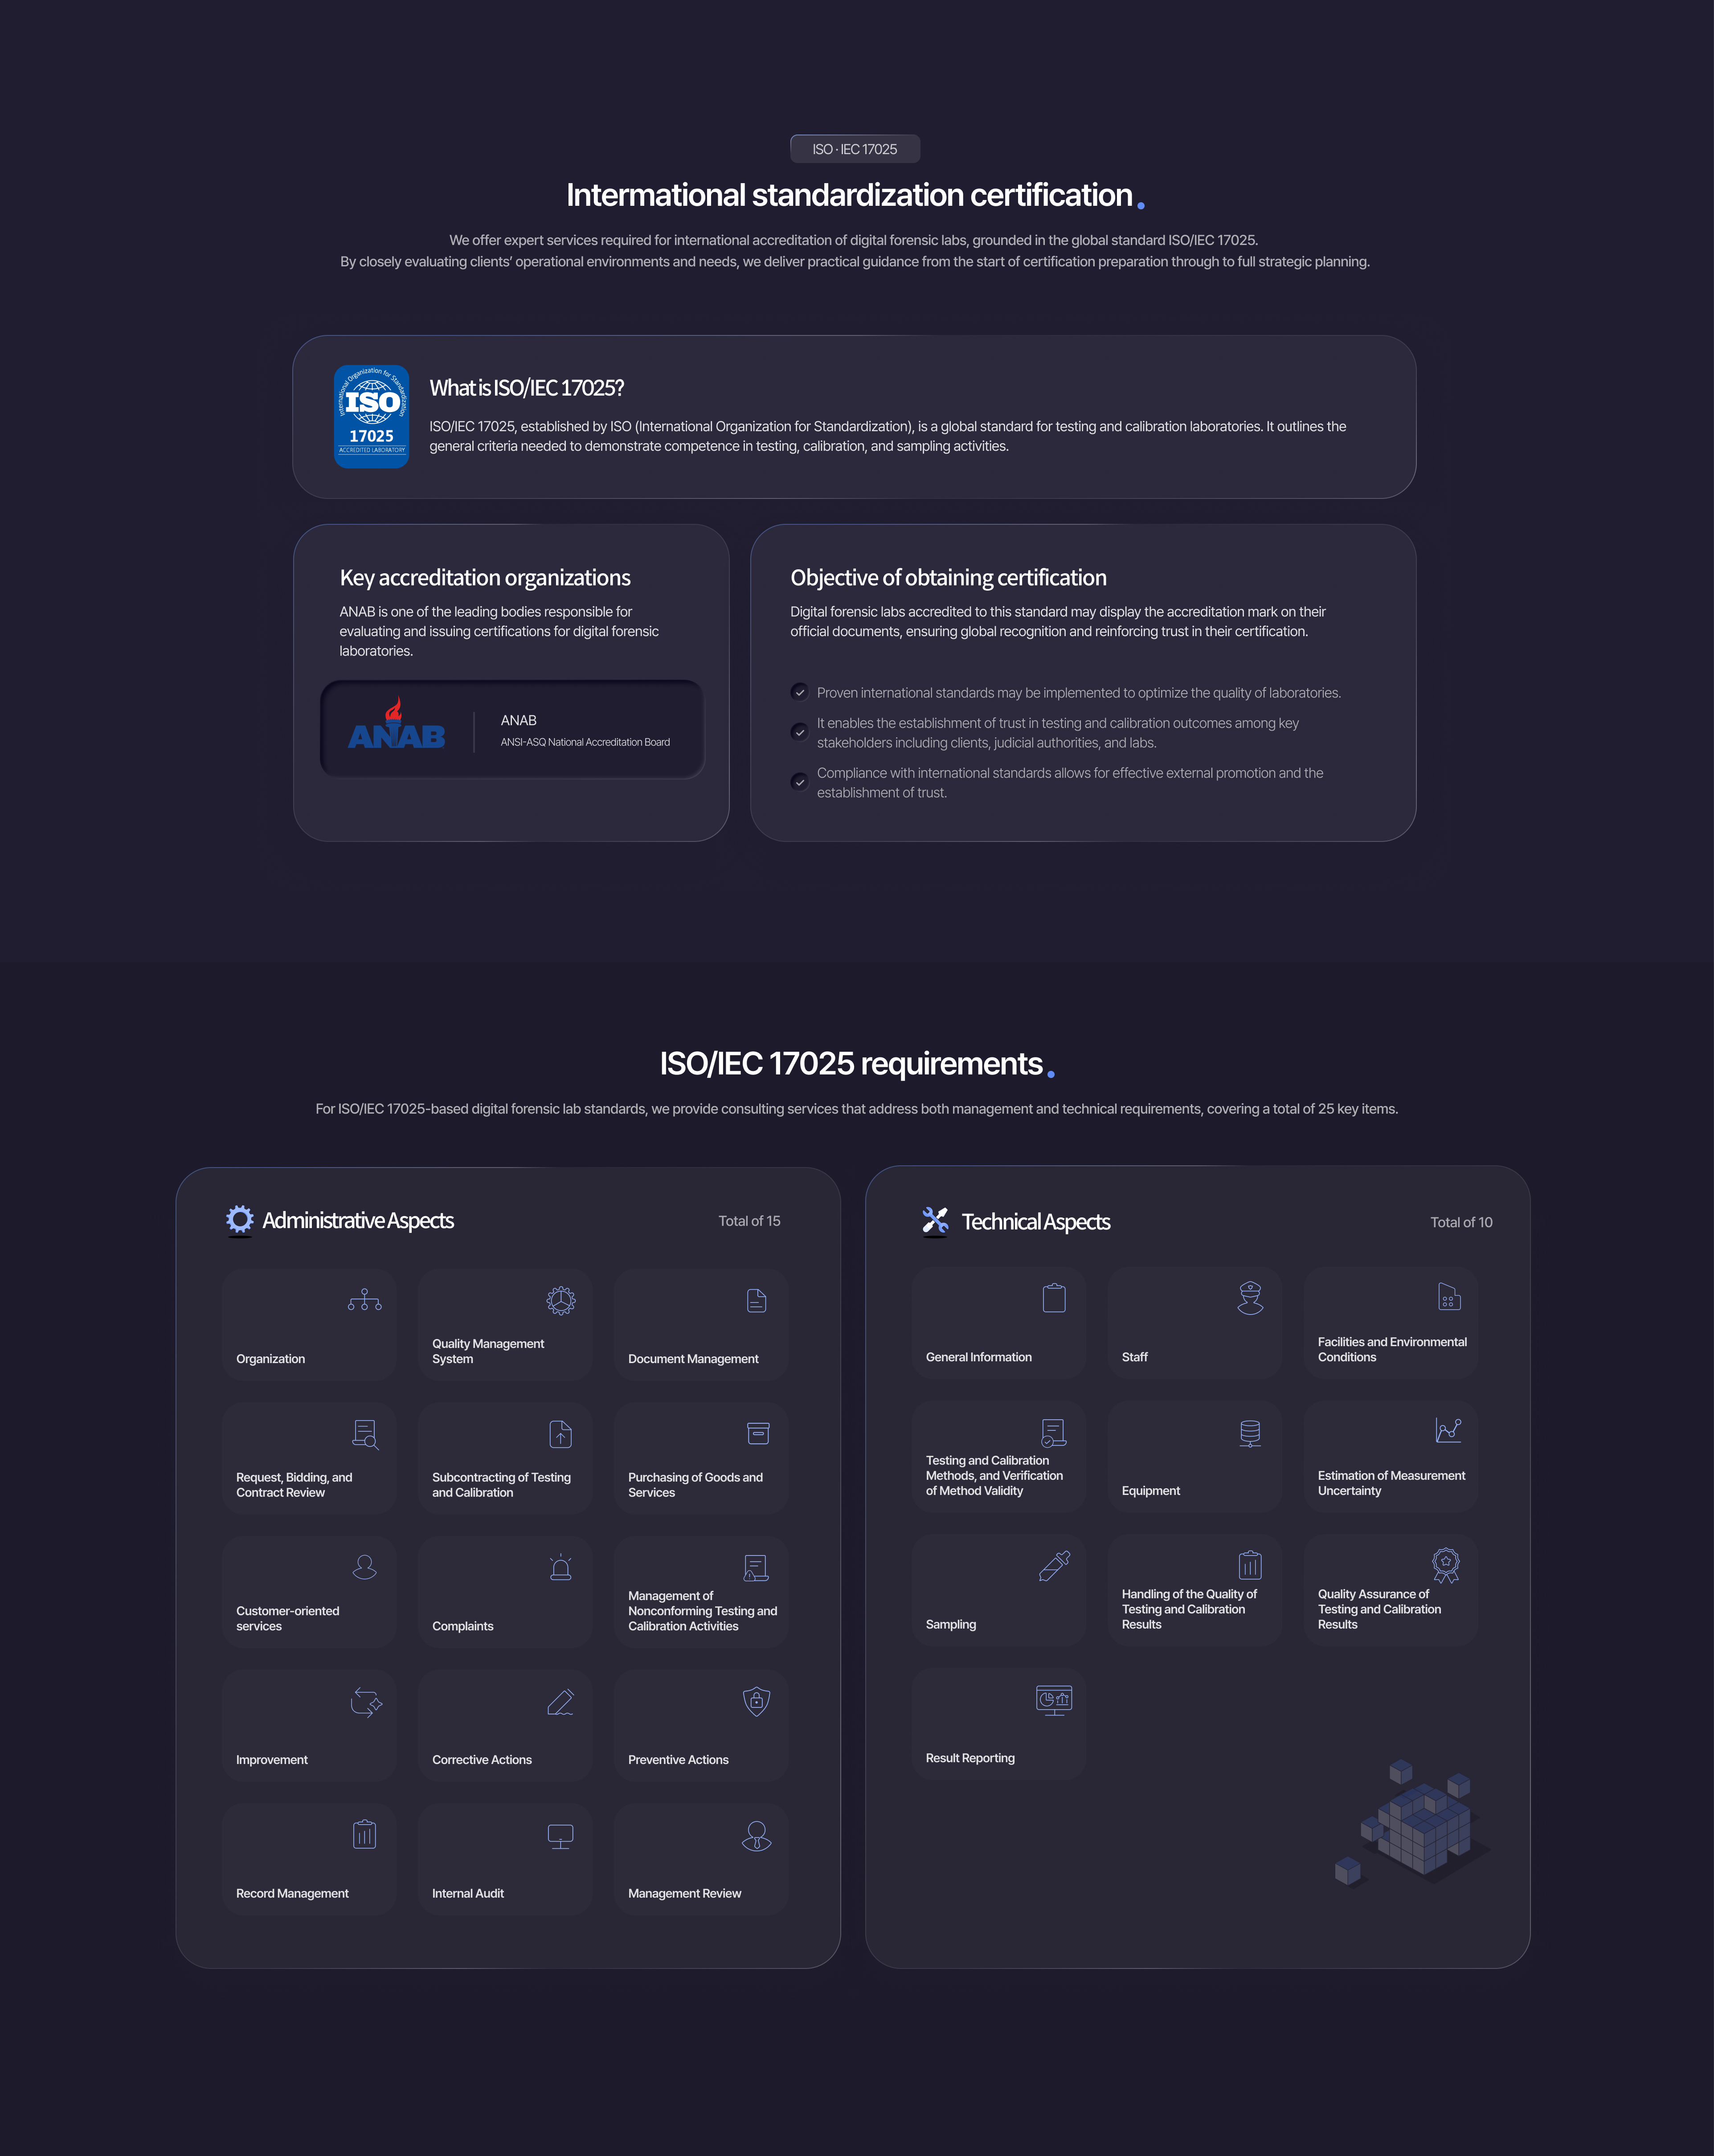 ISO · IEC 17025
Intermational standardization certification.
We offer expert services required for international accreditation of digital forensic labs, grounded in the global standard ISO/IEC 17025.
By closely evaluating clients’ operational environments and needs, we deliver practical guidance from the start of certification preparation through to full strategic planning.
International Organization for Standardization
ISO
17025
ACCREDITED LABORATORY
What is ISO/IEC 17025?
ISO/IEC 17025, established by ISO (International Organization for Standardization), is a global standard for testing and calibration laboratories. It outlines the
general criteria needed to demonstrate competence in testing, calibration, and sampling activities.
Key accreditation organizations
ANAB is one of the leading bodies responsible for
evaluating and issuing certifications for digital forensic
laboratories.
ANAB
ANAB
ANSI-ASQ National Accreditation Board
Objective of obtaining certification
Digital forensic labs accredited to this standard may display the accreditation mark on their
official documents, ensuring global recognition and reinforcing trust in their certification.
Proven international standards may be implemented to optimize the quality of laboratories.
It enables the establishment of trust in testing and calibration outcomes among key
stakeholders including clients, judicial authorities, and labs.
Compliance with international standards allows for effective external promotion and the
establishment of trust.
ISO/IEC 17025 requirements.
For ISO/IEC 17025-based digital forensic lab standards, we provide consulting services that address both management and technical requirements, covering a total of 25 key items.
Administrative Aspects
Total of 15
Organization
Quality Management
System
Document Management
Request, Bidding, and
Contract Review
Subcontracting of Testing
and Calibration
Purchasing of Goods and
Services
Customer-oriented
services
Complaints
Management of
Nonconforming Testing and
Calibration Activities
Improvement
Corrective Actions
Preventive Actions
Record Management
Internal Audit
Management Review
Technical Aspects
Total of 10
General Information
Staff
Facilities and Environmental
Conditions
Testing and Calibration
Methods, and Verification
of Method Validity
Equipment
Estimation of Measurement
Uncertainty
Sampling
Handling of the Quality of
Testing and Calibration
Results
Quality Assurance of
Testing and Calibration
Results
Result Reporting